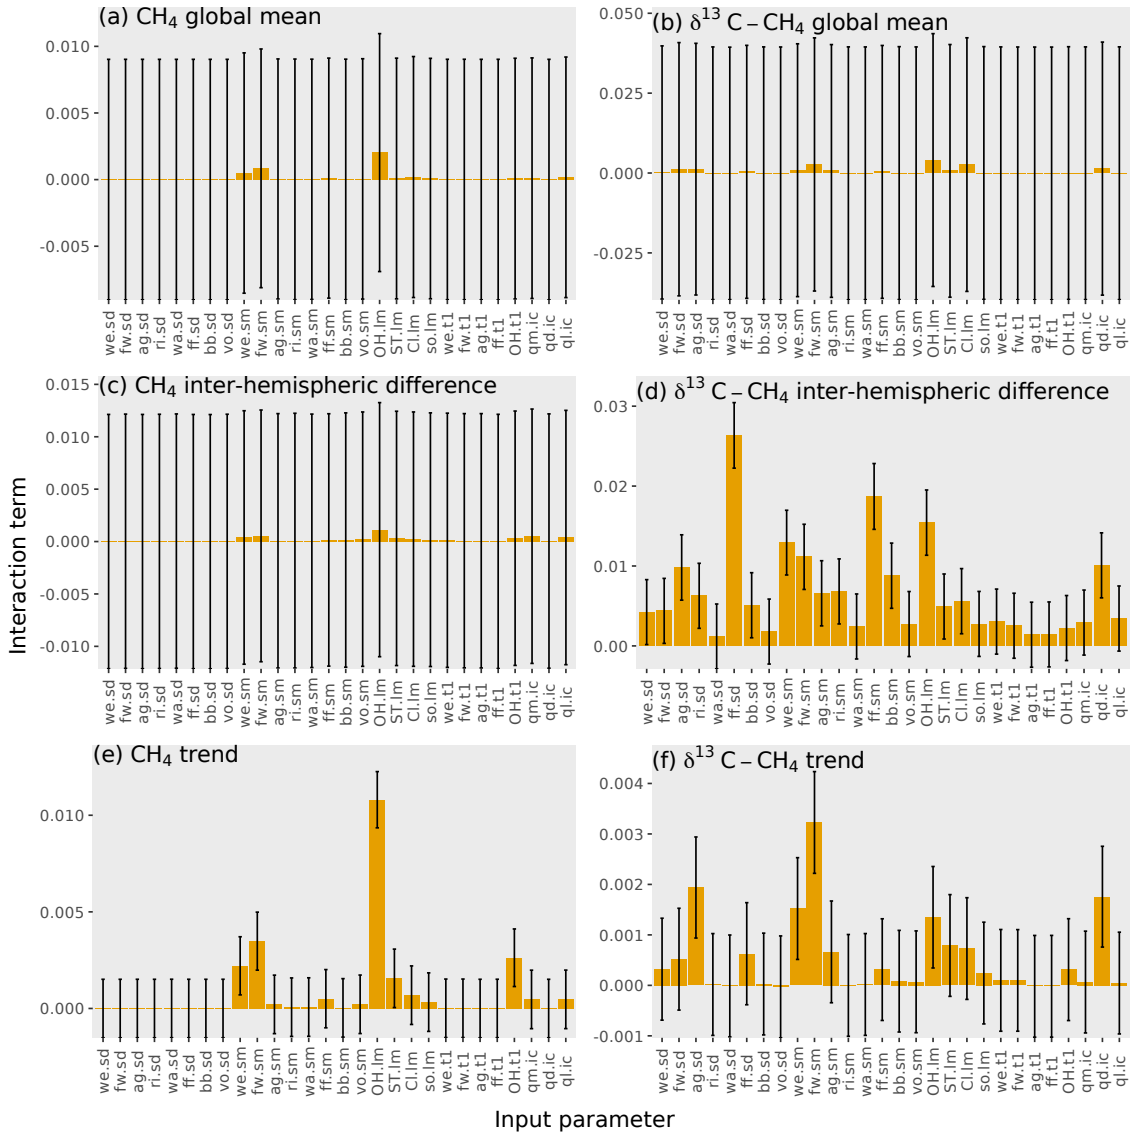 (a) CH₄ global mean
0.010
0.005
0.000
-0.005
we.sd fw.sd ag.sd ri.sd wa.sd ff.sd bb.sd vo.sd we.sm fw.sm ag.sm ri.sm wa.sm ff.sm bb.sm vo.sm OH.lm ST.lm Cl.lm so.lm we.t1 fw.t1 ag.t1 ff.t1 OH.t1 qm.ic qd.ic ql.ic
(b) δ¹³ C − CH₄ global mean
0.050
0.025
0.000
-0.025
we.sd fw.sd ag.sd ri.sd wa.sd ff.sd bb.sd vo.sd we.sm fw.sm ag.sm ri.sm wa.sm ff.sm bb.sm vo.sm OH.lm ST.lm Cl.lm so.lm we.t1 fw.t1 ag.t1 ff.t1 OH.t1 qm.ic qd.ic ql.ic
Interaction term
(c) CH₄ inter-hemispheric difference
0.015
0.010
0.005
0.000
-0.005
-0.010
we.sd fw.sd ag.sd ri.sd wa.sd ff.sd bb.sd vo.sd we.sm fw.sm ag.sm ri.sm wa.sm ff.sm bb.sm vo.sm OH.lm ST.lm Cl.lm so.lm we.t1 fw.t1 ag.t1 ff.t1 OH.t1 qm.ic qd.ic ql.ic
(d) δ¹³ C − CH₄ inter-hemispheric difference
0.03
0.02
0.01
0.00
we.sd fw.sd ag.sd ri.sd wa.sd ff.sd bb.sd vo.sd we.sm fw.sm ag.sm ri.sm wa.sm ff.sm bb.sm vo.sm OH.lm ST.lm Cl.lm so.lm we.t1 fw.t1 ag.t1 ff.t1 OH.t1 qm.ic qd.ic ql.ic
(e) CH₄ trend
0.010
0.005
0.000
we.sd fw.sd ag.sd ri.sd wa.sd ff.sd bb.sd vo.sd we.sm fw.sm ag.sm ri.sm wa.sm ff.sm bb.sm vo.sm OH.lm ST.lm Cl.lm so.lm we.t1 fw.t1 ag.t1 ff.t1 OH.t1 qm.ic qd.ic ql.ic
(f) δ¹³ C − CH₄ trend
0.004
0.003
0.002
0.001
0.000
-0.001
we.sd fw.sd ag.sd ri.sd wa.sd ff.sd bb.sd vo.sd we.sm fw.sm ag.sm ri.sm wa.sm ff.sm bb.sm vo.sm OH.lm ST.lm Cl.lm so.lm we.t1 fw.t1 ag.t1 ff.t1 OH.t1 qm.ic qd.ic ql.ic
Input parameter